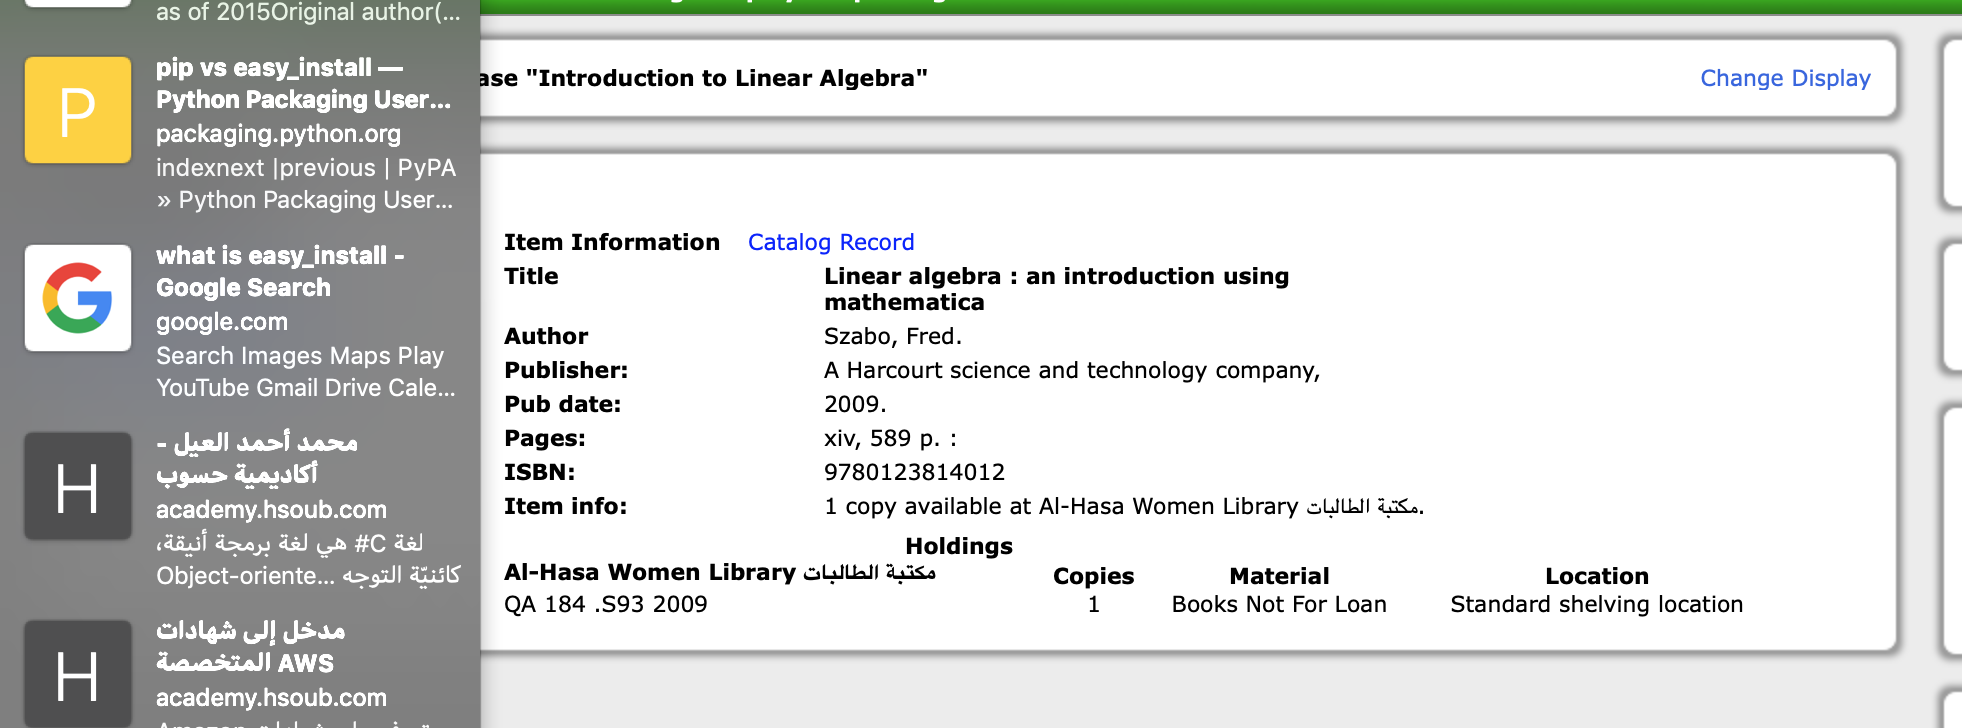 as of 2015Original author(...
pip vs easy_install —
Python Packaging User...
packaging.python.org
indexnext |previous | PyPA
» Python Packaging User...
what is easy_install -
Google Search
google.com
Search Images Maps Play
YouTube Gmail Drive Cale...
محمد أحمد العيل -
أكاديمية حسوب
academy.hsoub.com
لغة C# هي لغة برمجة أنيقة،
كائنيّة التوجه Object-oriente...
مدخل إلى شهادات
AWS المتخصصة
academy.hsoub.com
ase "Introduction to Linear Algebra"
Change Display
Item Information Catalog Record
Title Linear algebra : an introduction using
mathematica
Author Szabo, Fred.
Publisher: A Harcourt science and technology company,
Pub date: 2009.
Pages: xiv, 589 p. :
ISBN: 9780123814012
Item info: 1 copy available at Al-Hasa Women Library مكتبة الطالبات.
Holdings
Al-Hasa Women Library مكتبة الطالبات Copies Material Location
QA 184 .S93 2009 1 Books Not For Loan Standard shelving location